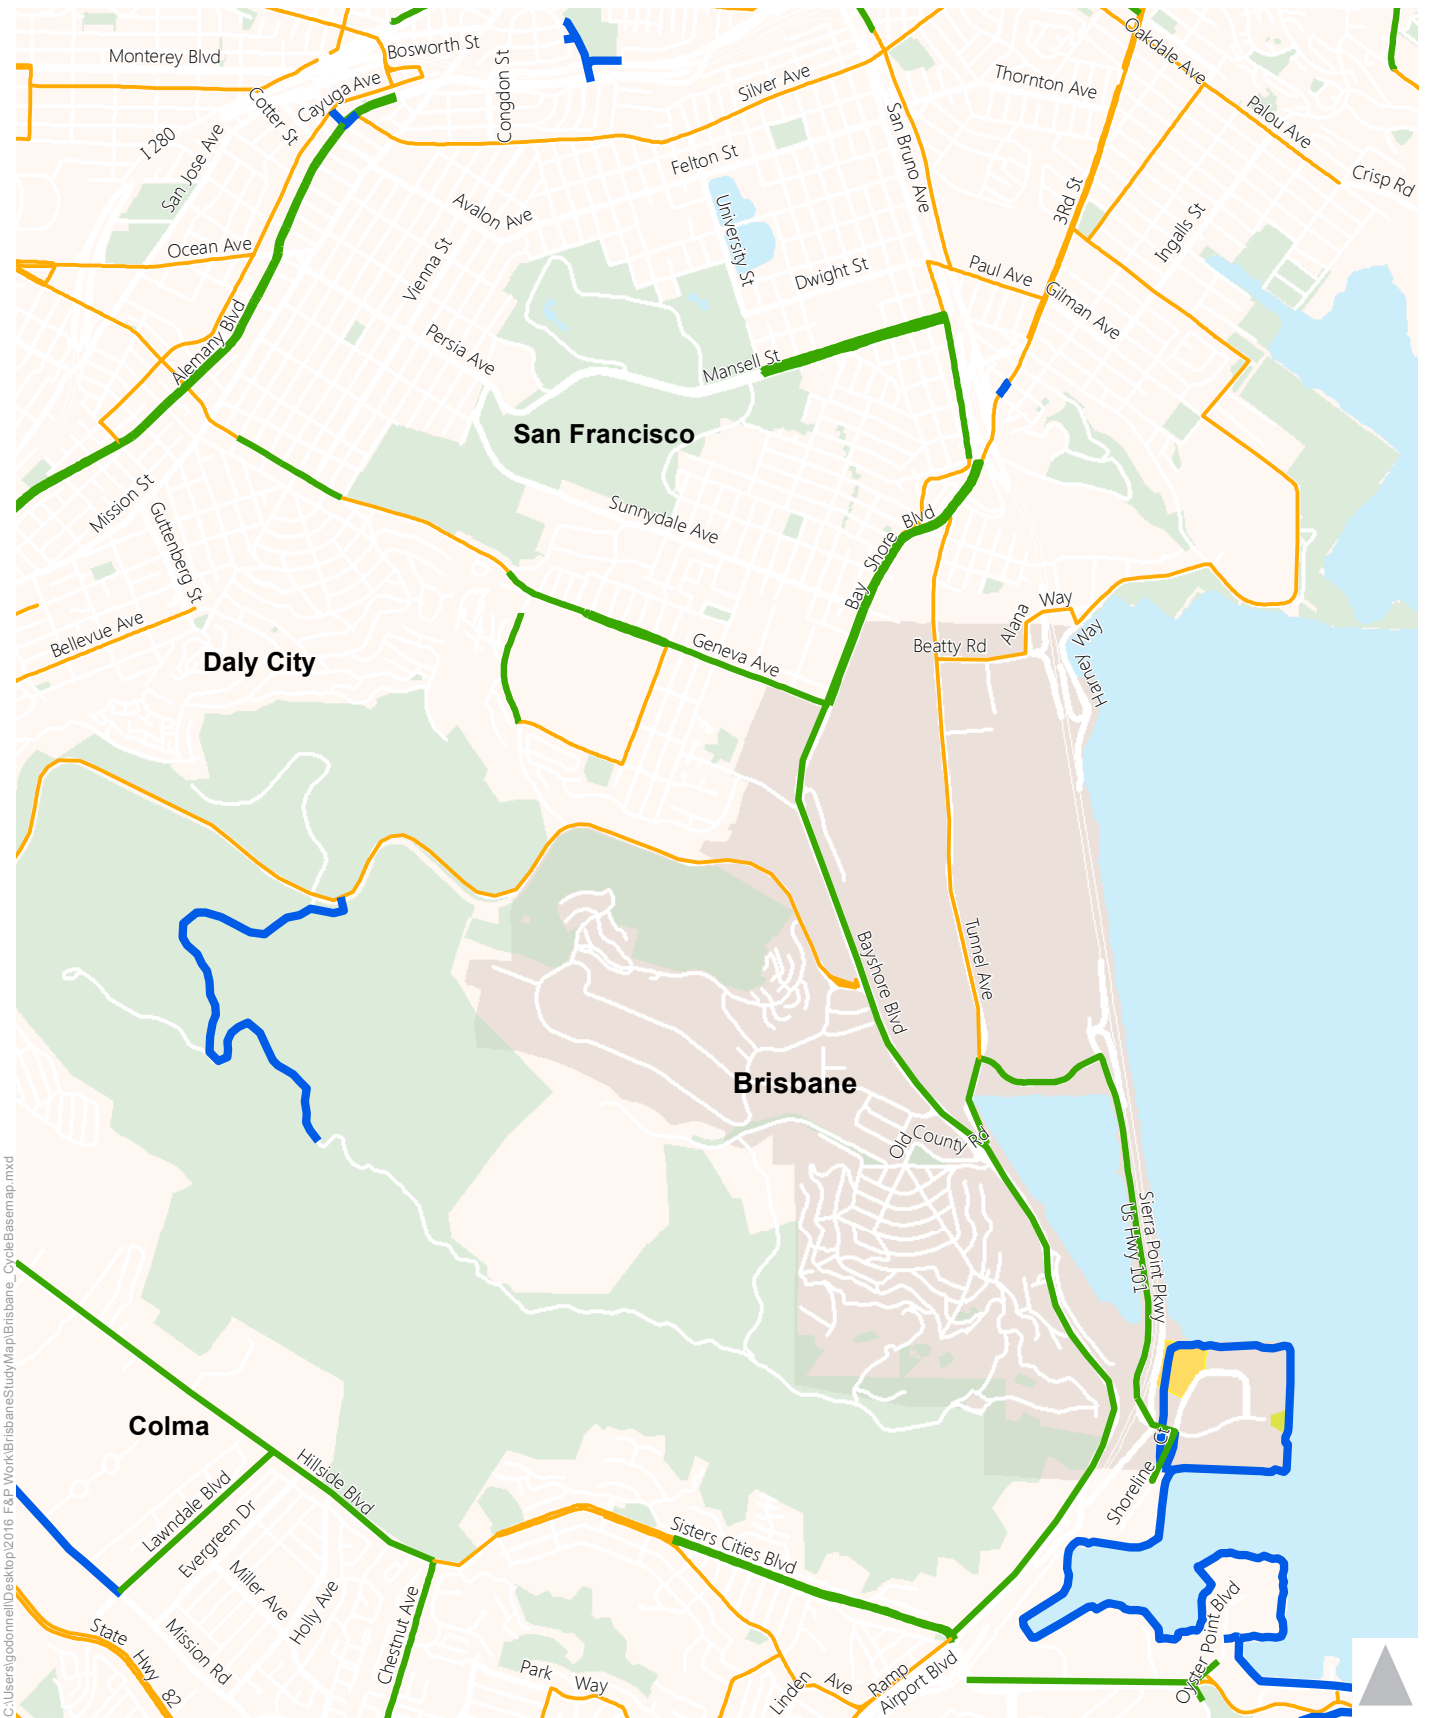 Monterey Blvd
Bosworth St
Oakdale Ave
Congdon St
Silver Ave
Thornton Ave
Cayuga Ave
Cotter St
Palou Ave
I 280
San Jose Ave
San Bruno Ave
Felton St
Crisp Rd
3Rd St
Avalon Ave
University St
Ingalls St
Ocean Ave
Vienna St
Dwight St
Paul Ave
Gilman Ave
Alemany Blvd
Persia Ave
Mansell St
San Francisco
Mission St
Guttenberg St
Sunnydale Ave
Bay Shore Blvd
Alana Way
Bellevue Ave
Geneva Ave
Beatty Rd
Harney Way
Daly City
Bayshore Blvd
Tunnel Ave
Brisbane
Old County Rd
Sierra Point Pkwy
Us Hwy 101
Colma
Hillside Blvd
Shoreline Ct
Lawndale Blvd
Evergreen Dr
Sisters Cities Blvd
Miller Ave
Holly Ave
Chestnut Ave
Mission Rd
State Hwy 82
Park Way
Linden Ave
Ramp
Airport Blvd
Oyster Point Blvd
C:\Users\godonnell\Desktop\2016 F&P Work\BrisbaneStudyMap\Brisbane_CycleBasemap.mxd